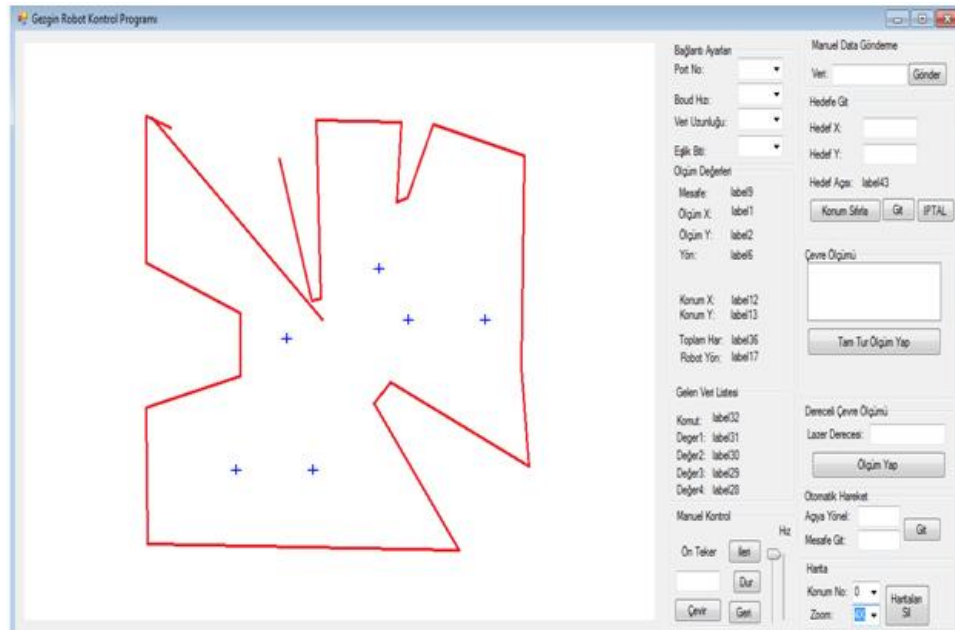 Gezgin Robot Kontrol Programı
Bağlantı Ayarları
Port No:
Boud Hızı:
Veri Uzunluğu:
Eşlik Biti:
Ölçüm Değerleri
Mesafe: label9
Ölçüm X: label1
Ölçüm Y: label2
Yön: label6
Konum X: label12
Konum Y: label13
Toplam Har: label36
Robot Yön: label17
Gelen Veri Listesi
Komut: label32
Deger1: label31
Değer2: label30
Değer3: label29
Değer4: label28
Manuel Kontrol
Hız
Ön Teker
İleri
Dur
Çevir
Geri
Manuel Data Gönderme
Veri:
Gönder
Hedefe Git
Hedef X:
Hedef Y:
Hedef Açısı: label43
Konum Sıfırla
Git
IPTAL
Çevre Ölçümü
Tam Tur Ölçüm Yap
Dereceli Çevre Ölçümü
Lazer Derecesi:
Ölçüm Yap
Otomatik Hareket
Açıya Yönel:
Mesafe Git:
Git
Harita
Konum No: 0
Zoom:
Haritaları
Sil